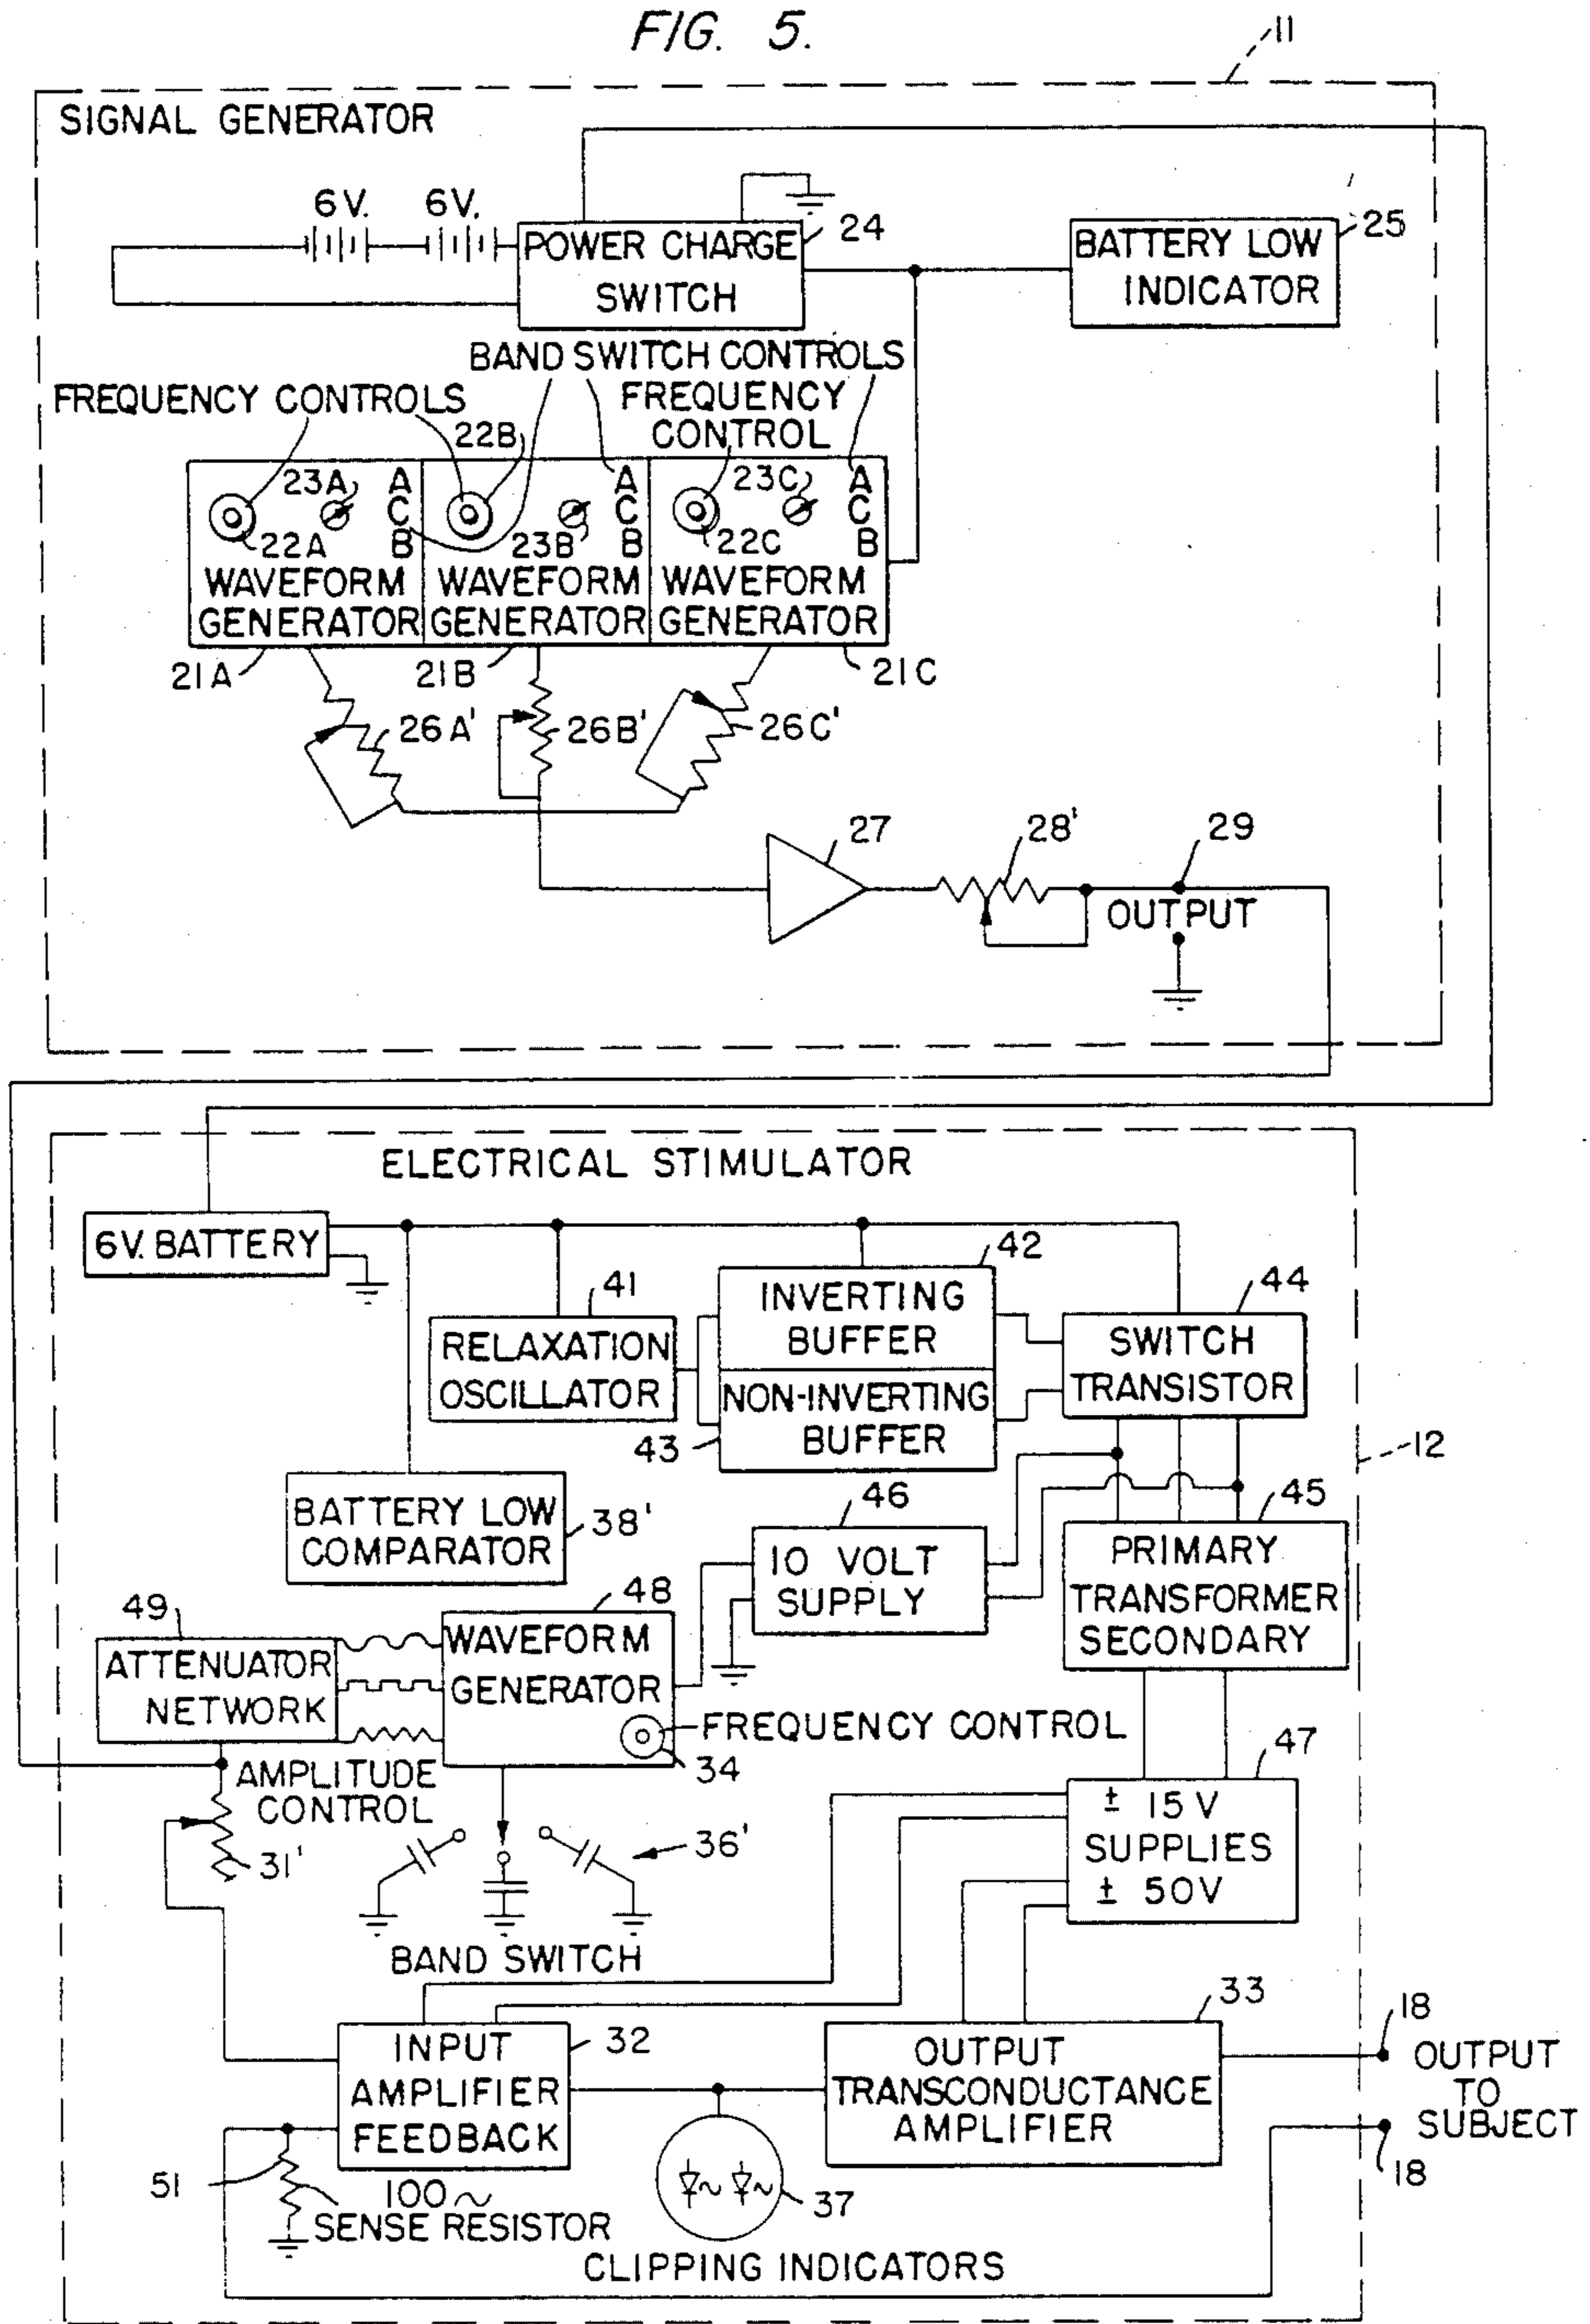 FIG. 5.
11
SIGNAL GENERATOR
6V. 6V.
POWER CHARGE
SWITCH
24
BATTERY LOW
INDICATOR
25
BAND SWITCH CONTROLS
FREQUENCY CONTROLS
FREQUENCY
CONTROL
22B
23A A
C
B
22A
WAVEFORM
GENERATOR
A
C
B
23B
WAVEFORM
GENERATOR
23C A
C
B
22C
WAVEFORM
GENERATOR
21A
21B
21C
26A'
26B'
26C'
27
28'
29
OUTPUT
ELECTRICAL STIMULATOR
6V. BATTERY
41
RELAXATION
OSCILLATOR
42
INVERTING
BUFFER
NON-INVERTING
BUFFER
43
44
SWITCH
TRANSISTOR
12
BATTERY LOW
COMPARATOR
38'
46
10 VOLT
SUPPLY
45
PRIMARY
TRANSFORMER
SECONDARY
49
ATTENUATOR
NETWORK
48
WAVEFORM
GENERATOR
FREQUENCY CONTROL
34
AMPLITUDE
CONTROL
31'
36'
BAND SWITCH
47
± 15 V
SUPPLIES
± 50V
INPUT
AMPLIFIER
FEEDBACK
32
OUTPUT
TRANSCONDUCTANCE
AMPLIFIER
33
18
OUTPUT
TO
SUBJECT
18
51
100~
SENSE RESISTOR
37
CLIPPING INDICATORS